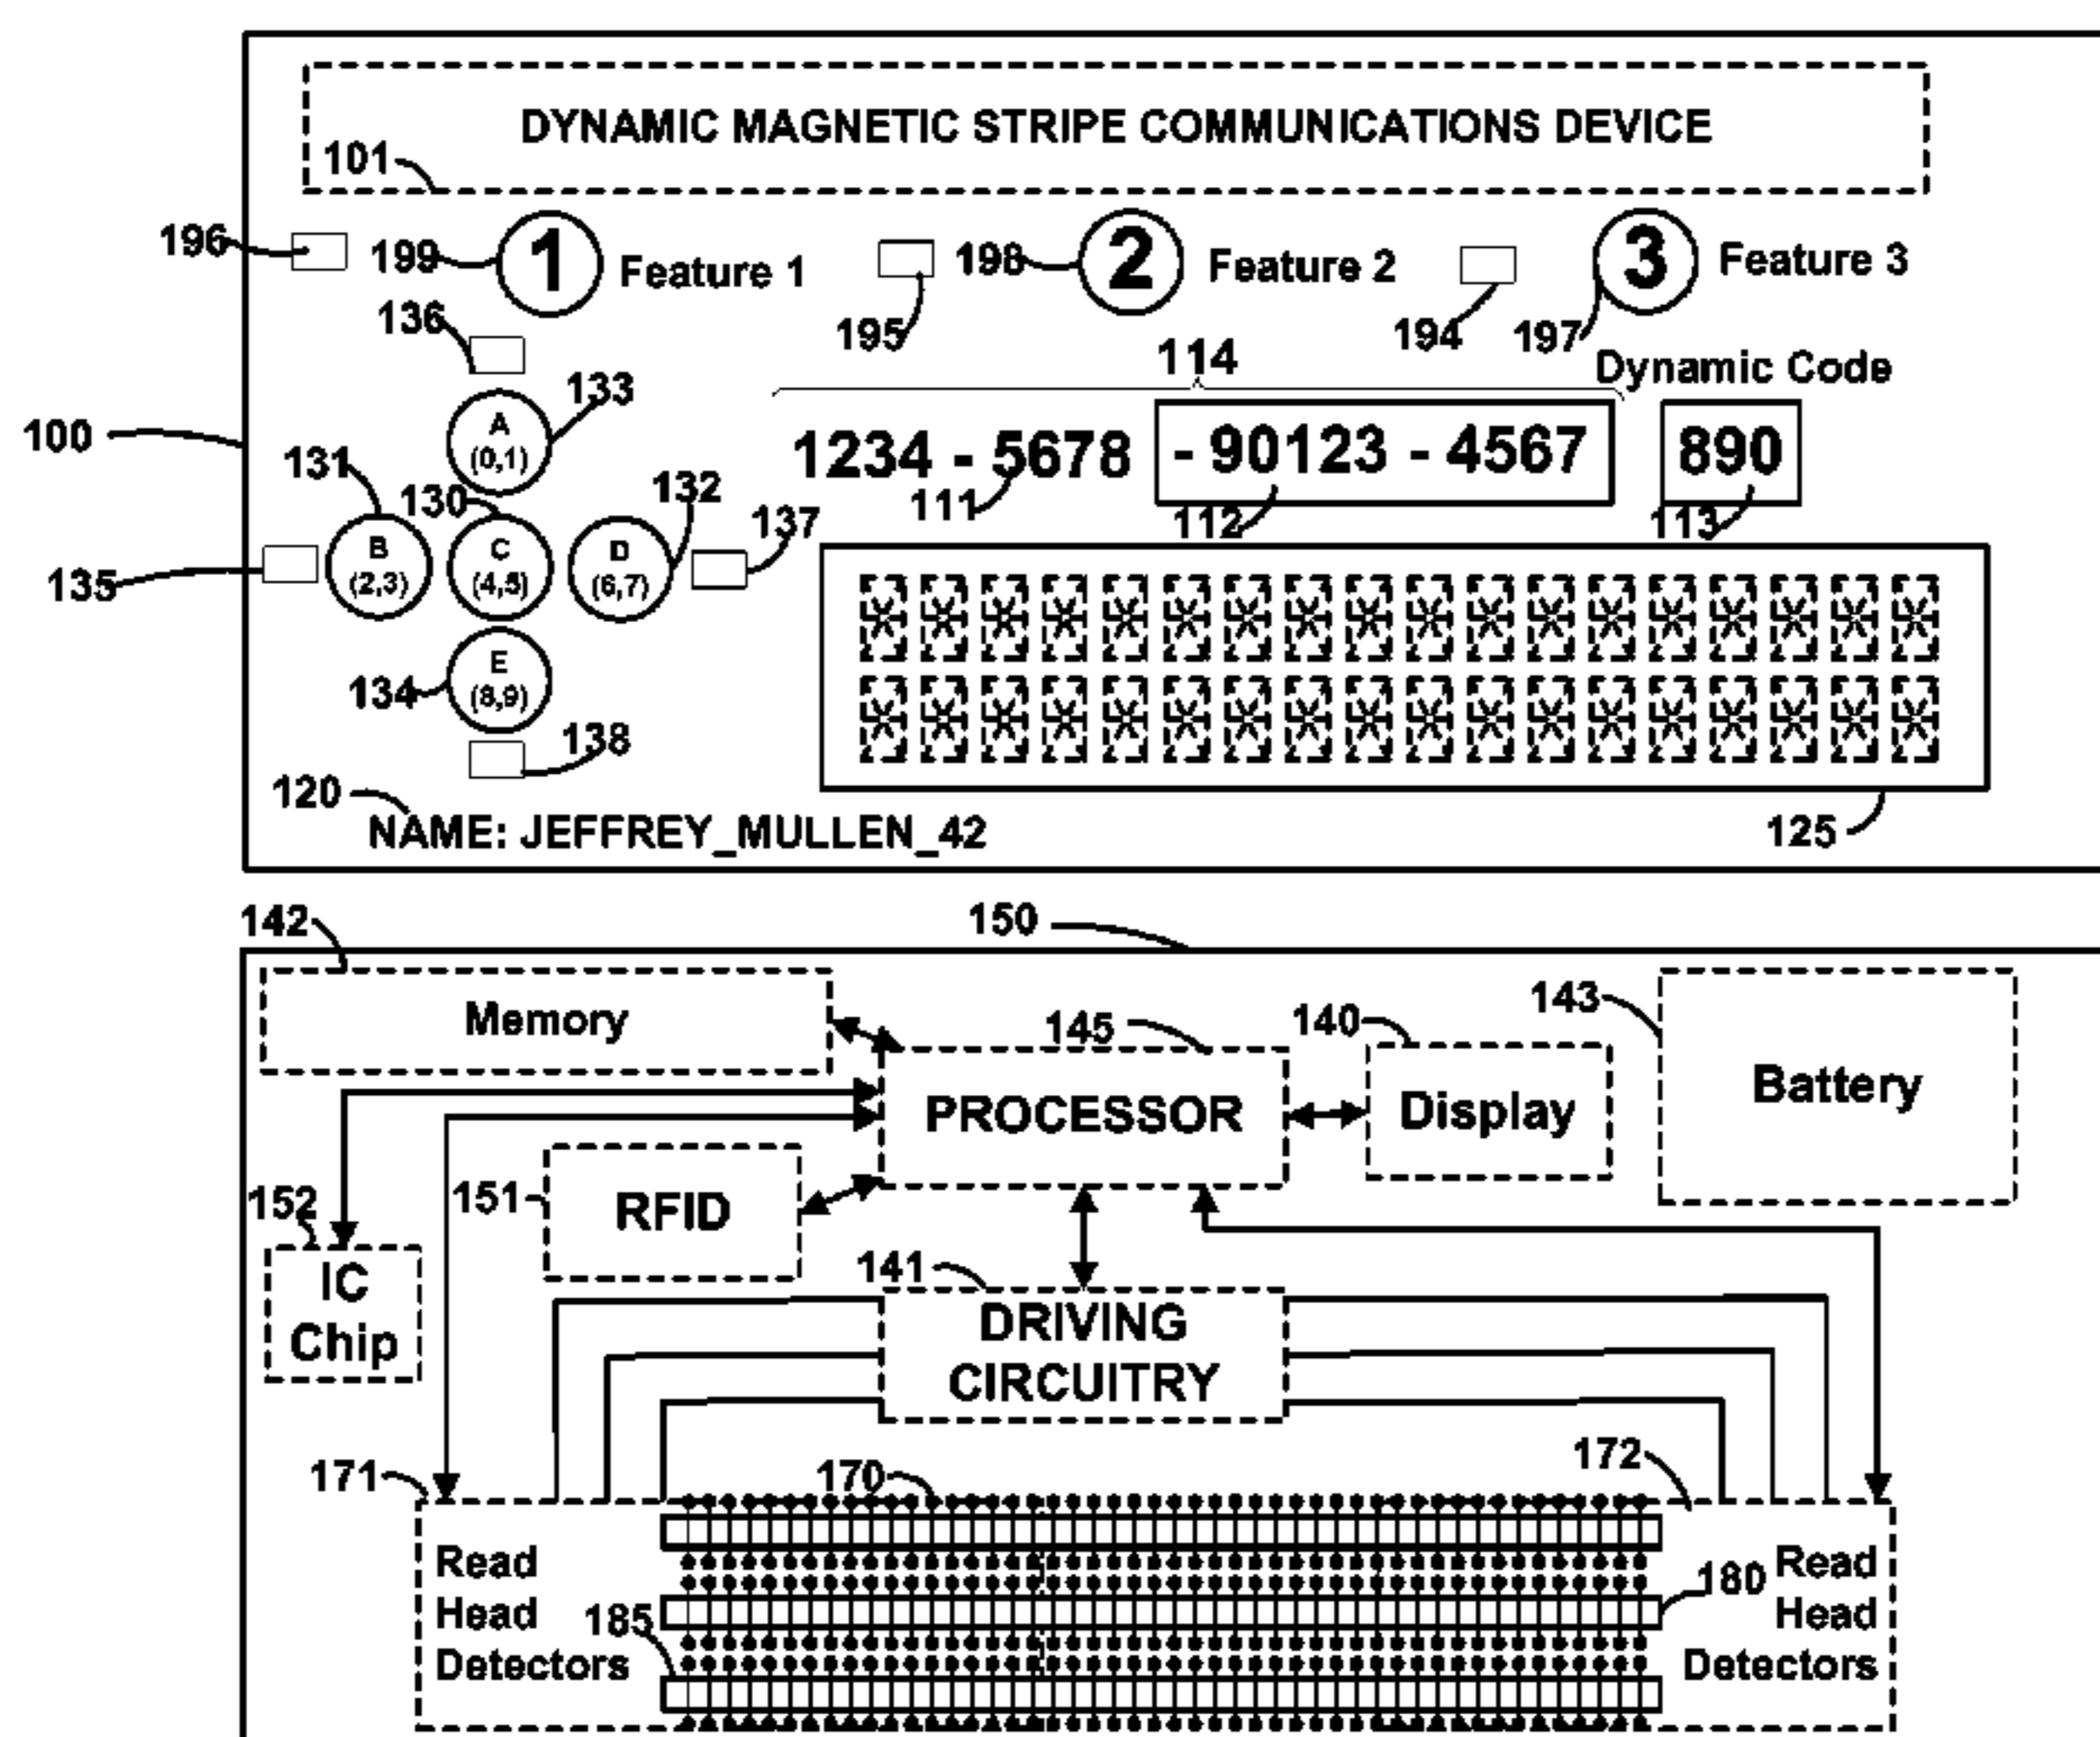 DYNAMIC MAGNETIC STRIPE COMMUNICATIONS DEVICE
101
196 199 1 Feature 1 198 2 Feature 2 3 Feature 3
136 195 194 197
114 Dynamic Code
133 A (0,1)
100
1234 - 5678 - 90123 - 4567 890
131 130 132 111 112 113
137
135 B (2,3) C (4,5) D (6,7)
134 E (8,9)
138
120
NAME: JEFFREY_MULLEN_42
125
142 150
Memory 145 140 143
PROCESSOR Display Battery
152 151 RFID
141
IC Chip
DRIVING CIRCUITRY
171 170 172
Read Head Detectors
185
180
Read Head Detectors